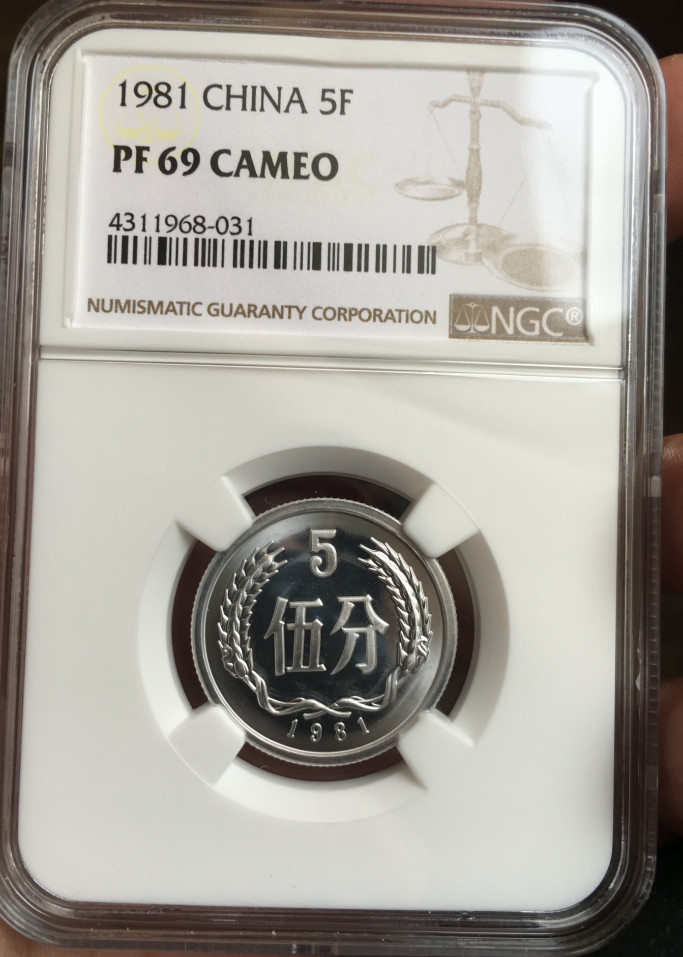 1981 CHINA 5F
PF 69 CAMEO
4311968-031
NUMISMATIC GUARANTY CORPORATION
NGC®
5
伍分
1981